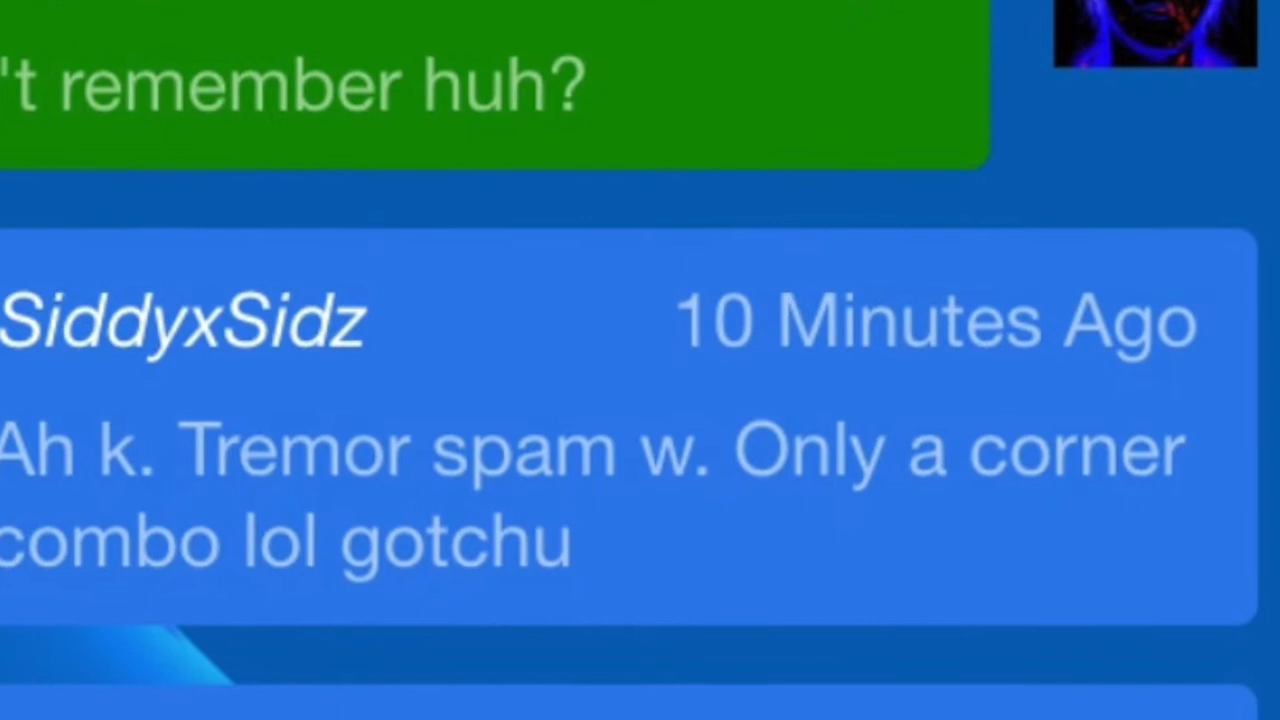 't remember huh?
SiddyxSidz 10 Minutes Ago
Ah k. Tremor spam w. Only a corner
combo lol gotchu